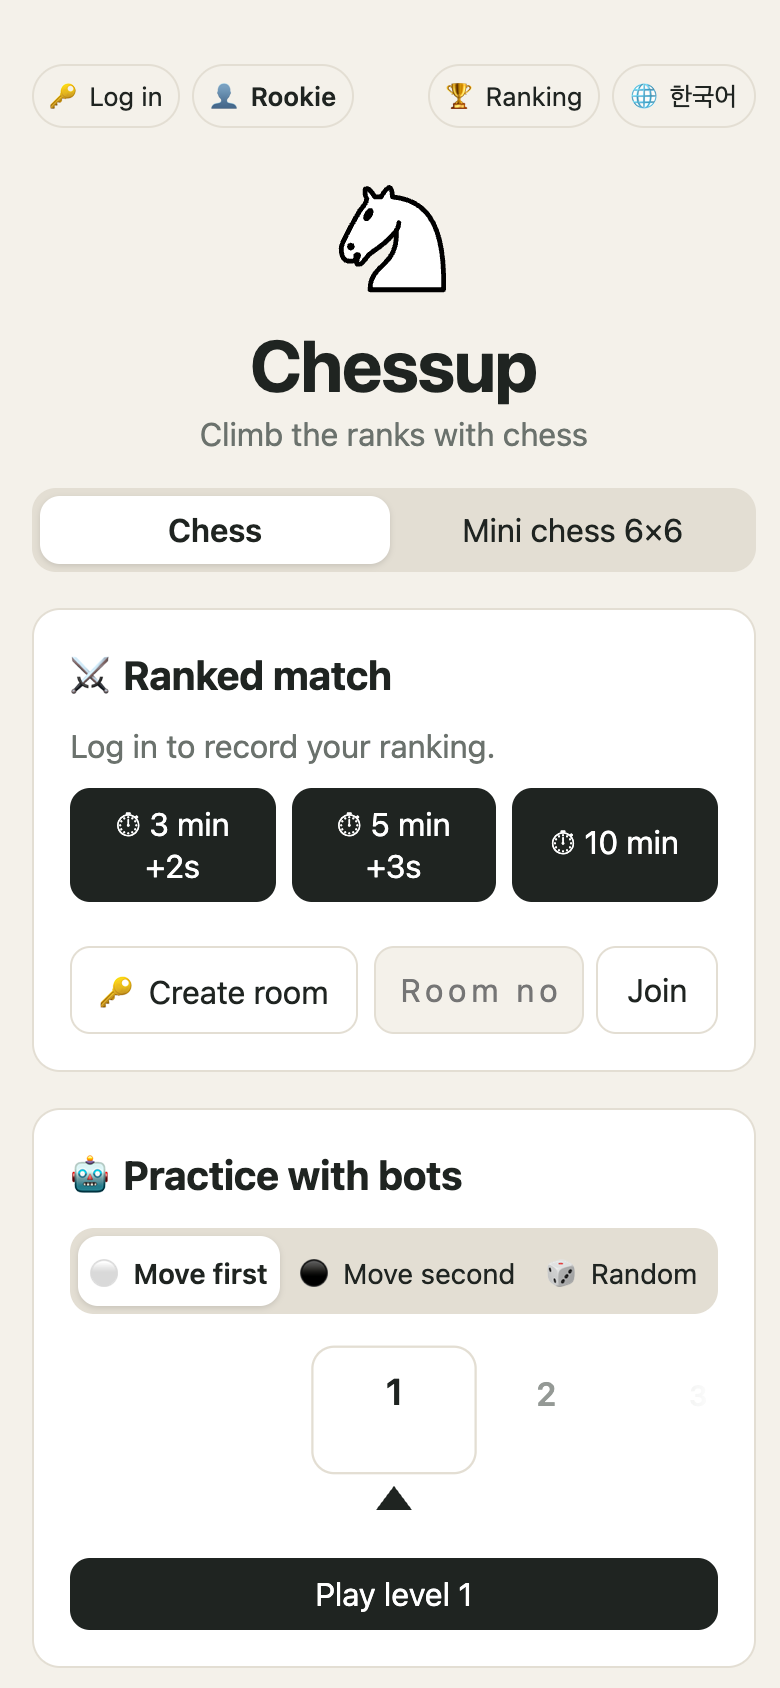 Log in
Rookie
Ranking
한국어
Chessup
Climb the ranks with chess
Chess
Mini chess 6×6
Ranked match
Log in to record your ranking.
3 min
+2s
5 min
+3s
10 min
Create room
Room no
Join
Practice with bots
Move first
Move second
Random
1
2
3
Play level 1